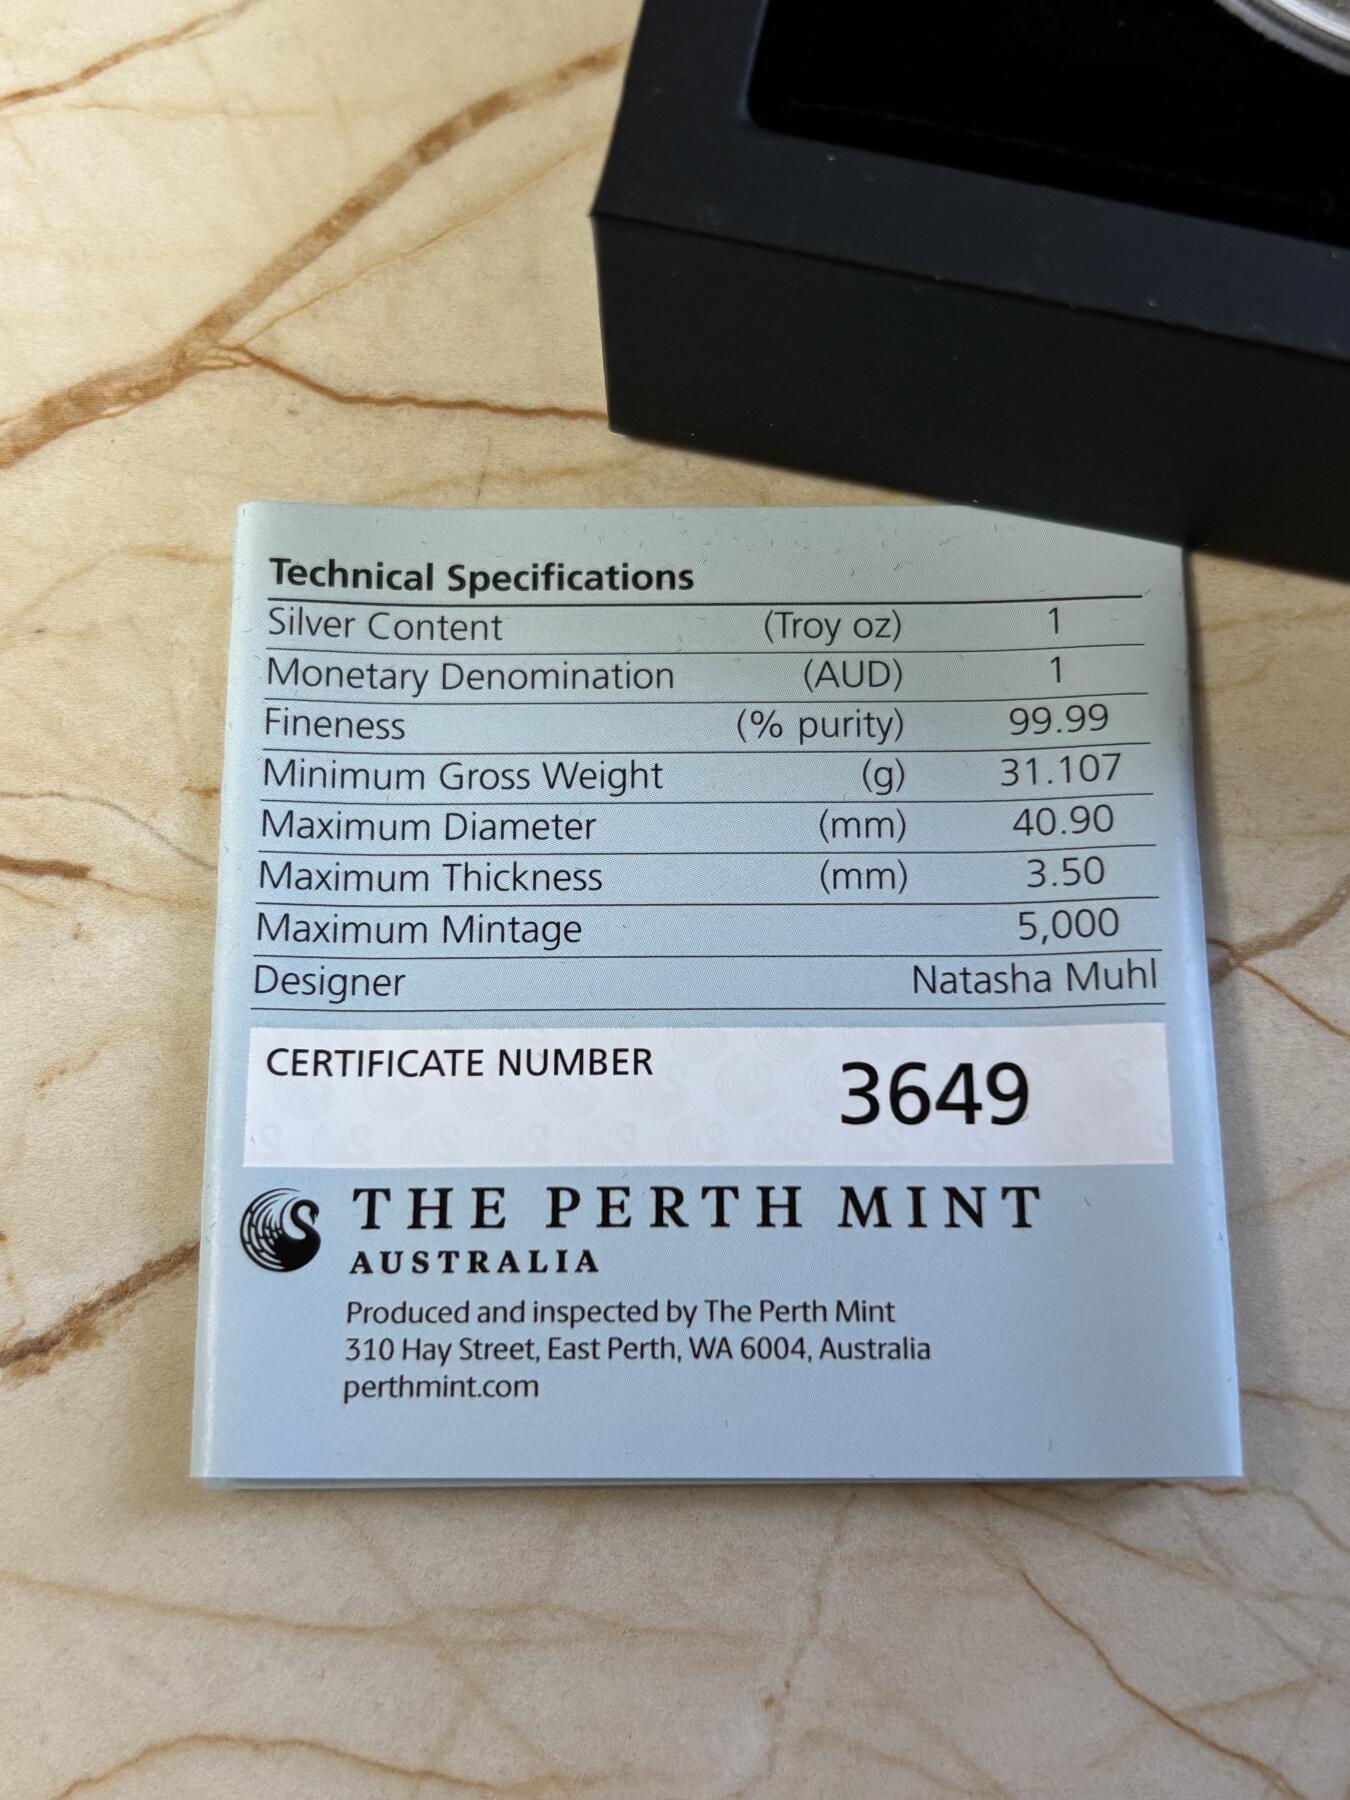 Technical Specifications
Silver Content (Troy oz) 1
Monetary Denomination (AUD) 1
Fineness (% purity) 99.99
Minimum Gross Weight (g) 31.107
Maximum Diameter (mm) 40.90
Maximum Thickness (mm) 3.50
Maximum Mintage 5,000
Designer Natasha Muhl
CERTIFICATE NUMBER 3649
THE PERTH MINT
AUSTRALIA
Produced and inspected by The Perth Mint
310 Hay Street, East Perth, WA 6004, Australia
perthmint.com